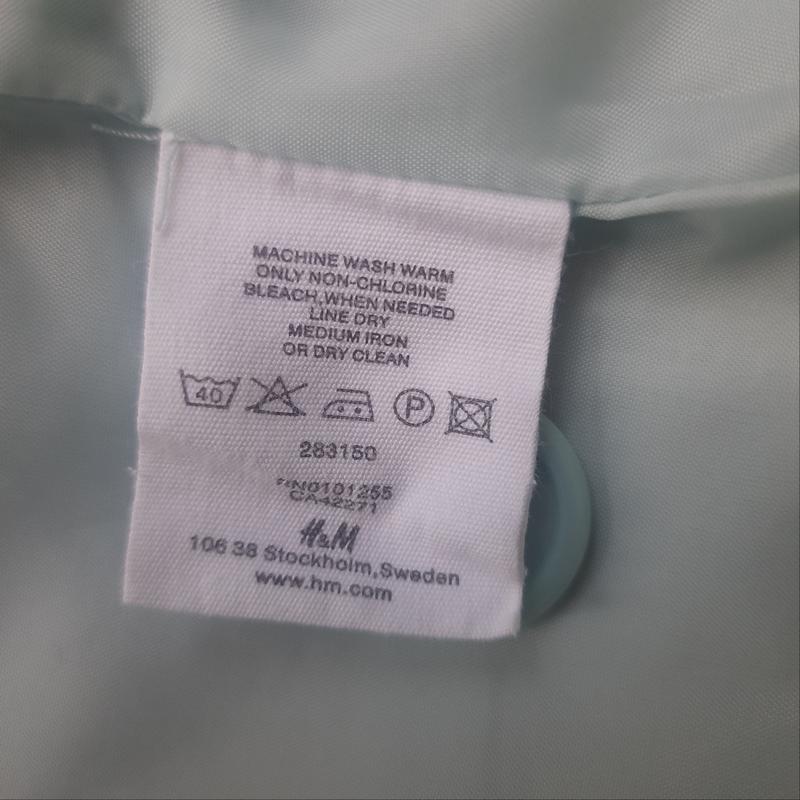 MACHINE WASH WARM
ONLY NON-CHLORINE
BLEACH,WHEN NEEDED
LINE DRY
MEDIUM IRON
OR DRY CLEAN
40 P
283150
RN0101255
CA42271
H&M
106 38 Stockholm,Sweden
www.hm.com